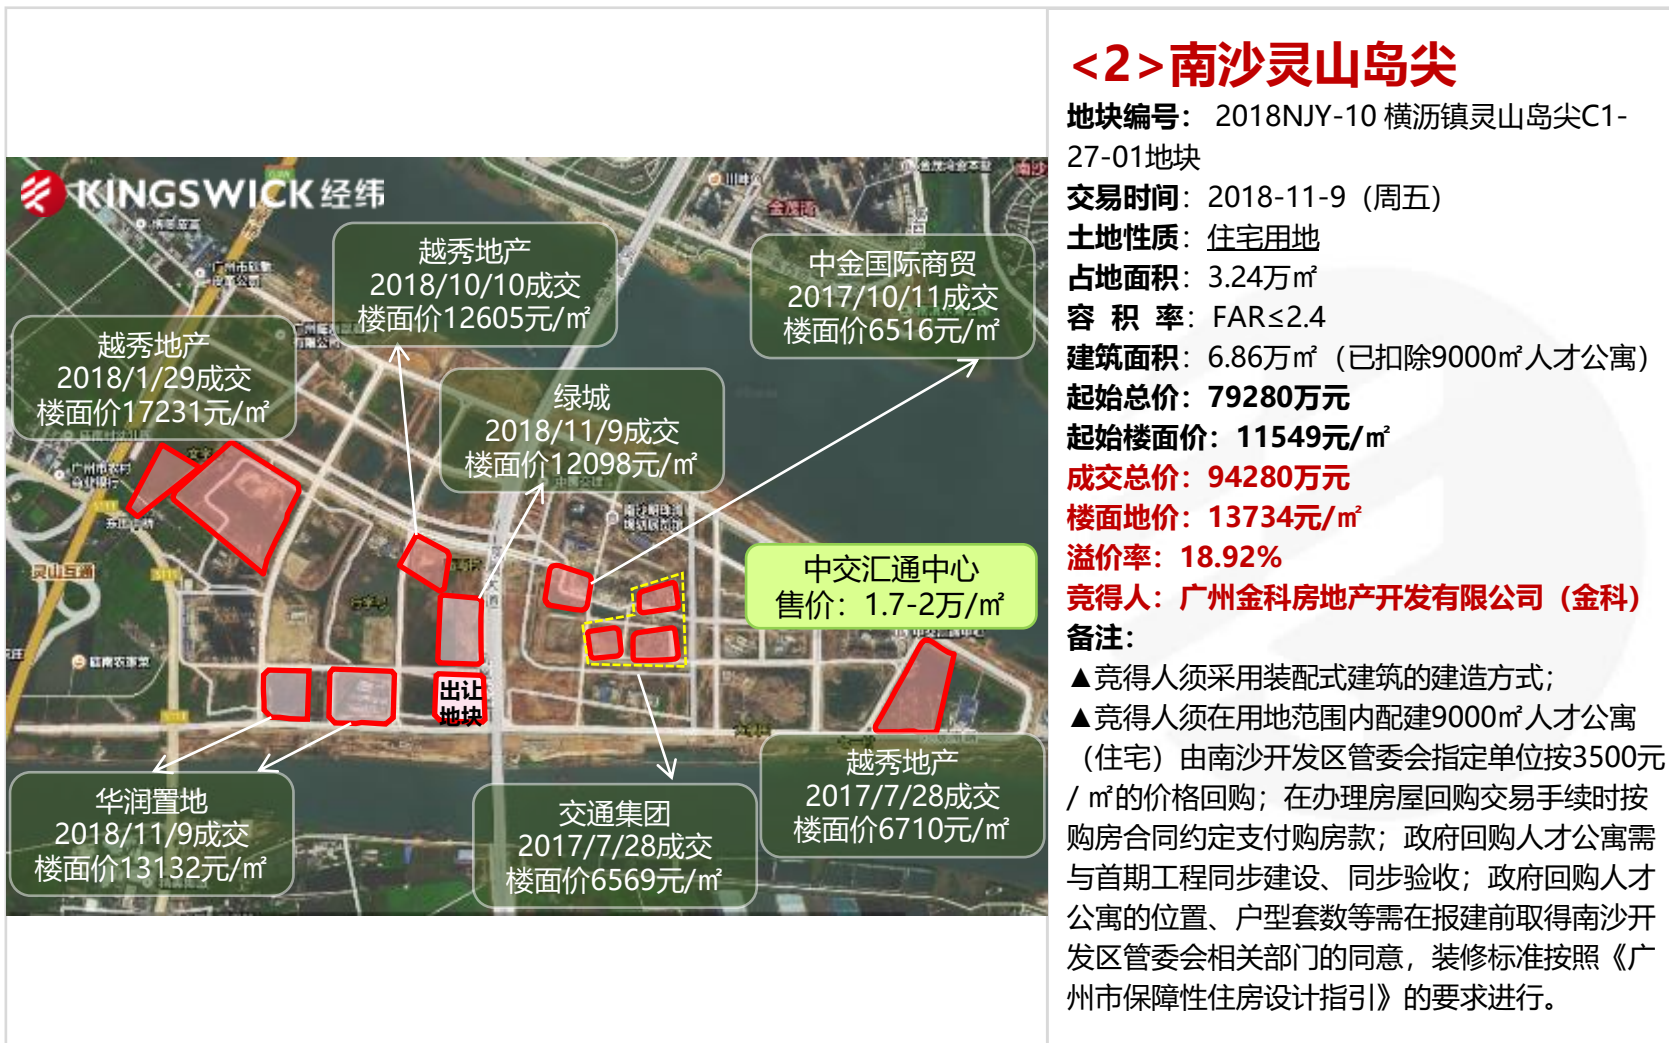 KINGSWICK 经纬
越秀地产
2018/10/10成交
楼面价12605元/㎡
中金国际商贸
2017/10/11成交
楼面价6516元/㎡
越秀地产
2018/1/29成交
楼面价17231元/㎡
绿城
2018/11/9成交
楼面价12098元/㎡
中交汇通中心
售价：1.7-2万/㎡
出让
地块
华润置地
2018/11/9成交
楼面价13132元/㎡
交通集团
2017/7/28成交
楼面价6569元/㎡
越秀地产
2017/7/28成交
楼面价6710元/㎡
金茂湾
灵山互通
<2>南沙灵山岛尖
地块编号： 2018NJY-10 横沥镇灵山岛尖C1-
27-01地块
交易时间：2018-11-9（周五）
土地性质：住宅用地
占地面积：3.24万㎡
容 积 率：FAR≤2.4
建筑面积：6.86万㎡（已扣除9000㎡人才公寓）
起始总价：79280万元
起始楼面价：11549元/㎡
成交总价：94280万元
楼面地价：13734元/㎡
溢价率：18.92%
竞得人：广州金科房地产开发有限公司（金科）
备注：
▲竞得人须采用装配式建筑的建造方式；
▲竞得人须在用地范围内配建9000㎡人才公寓
（住宅）由南沙开发区管委会指定单位按3500元
/ ㎡的价格回购；在办理房屋回购交易手续时按
购房合同约定支付购房款；政府回购人才公寓需
与首期工程同步建设、同步验收；政府回购人才
公寓的位置、户型套数等需在报建前取得南沙开
发区管委会相关部门的同意，装修标准按照《广
州市保障性住房设计指引》的要求进行。